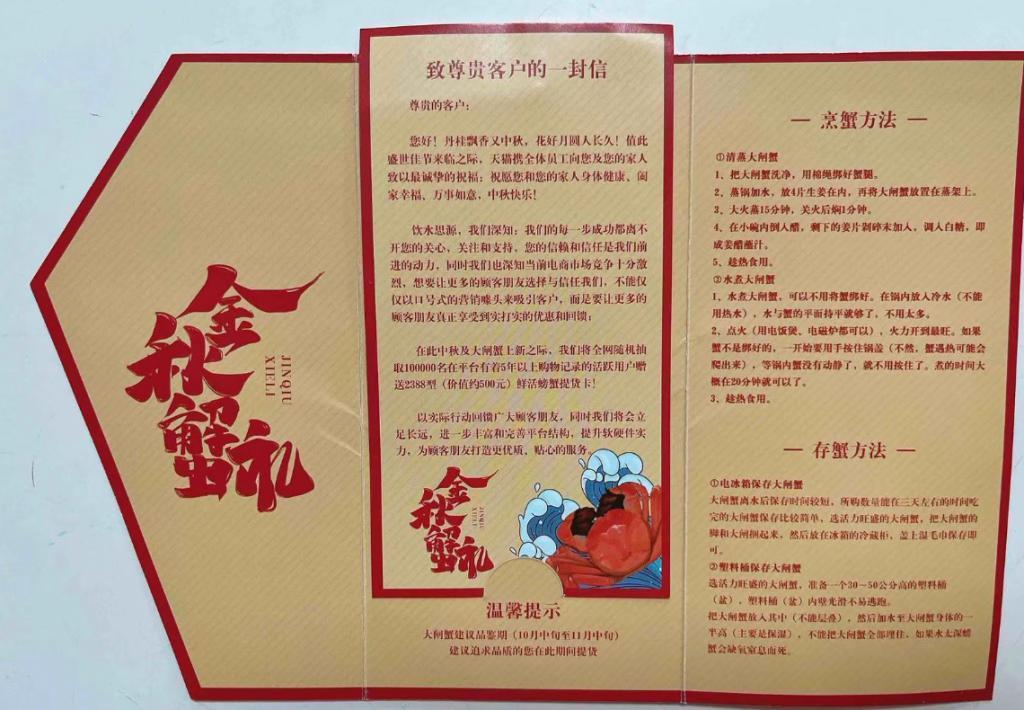 金秋蟹礼
JINQIU
XIELI
致尊贵客户的一封信
尊贵的客户：
您好！丹桂飘香又中秋，花好月圆人长久！值此
盛世佳节来临之际，天猫携全体员工向您及您的家人
致以最诚挚的祝福：祝愿您和您的家人身体健康、阖
家幸福、万事如意，中秋快乐！
饮水思源，我们深知：我们的每一步成功都离不
开您的关心，关注和支持，您的信赖和信任是我们前
进的动力，同时我们也深知当前电商市场竞争十分激
烈，想要让更多的顾客朋友选择与信任我们，不能仅
仅以口号式的营销噱头来吸引客户，而是要让更多的
顾客朋友真正享受到实打实的优惠和回馈；
在此中秋及大闸蟹上新之际，我们将全网随机抽
取100000名在平台有着5年以上购物记录的活跃用户赠
送2388型（价值约500元）鲜活螃蟹提货卡！
以实际行动回馈广大顾客朋友，同时我们将会立
足长远，进一步丰富和完善平台结构，提升软硬件实
力，为顾客朋友打造更优质、贴心的服务。
金秋蟹礼
JINQIU
XIELI
温馨提示
大闸蟹建议品鉴期（10月中旬至11月中旬）
建议追求品质的您在此期间提货
— 烹蟹方法 —
①清蒸大闸蟹
1、把大闸蟹洗净，用棉绳绑好蟹腿。
2、蒸锅加水，放4片生姜在内，再将大闸蟹放置在蒸架上。
3、大火蒸15分钟，关火后焖1分钟。
4、在小碗内倒入醋，剩下的姜片剁碎末加入，调入白糖，即
成姜醋蘸汁。
5、趁热食用。
②水煮大闸蟹
1、水煮大闸蟹，可以不用将蟹绑好。在锅内放入冷水（不能
用热水），水与蟹的平面持平就够了，不用太多。
2、点火（用电饭煲、电磁炉都可以），火力开到最旺。如果
蟹不是绑好的，一开始要用手按住锅盖（不然，蟹遇热可能会
爬出来），等锅内蟹没有动静了，就不用按住了。煮的时间大
概在20分钟就可以了。
3、趁热食用。
— 存蟹方法 —
①电冰箱保存大闸蟹
大闸蟹离水后保存时间较短，所购数量能在三天左右的时间吃
完的大闸蟹保存比较简单，选活力旺盛的大闸蟹，把大闸蟹的
脚和大闸捆起来，然后放在冰箱的冷藏柜，盖上湿毛巾保存即
可。
②塑料桶保存大闸蟹
选活力旺盛的大闸蟹，准备一个30～50公分高的塑料桶
（盆），塑料桶（盆）内壁光滑不易逃跑。
把大闸蟹放入其中（不能层叠），然后加水至大闸蟹身体的一
半高（主要是保湿），不能把大闸蟹全部埋住，如果水太深螃
蟹会缺氧窒息而死。